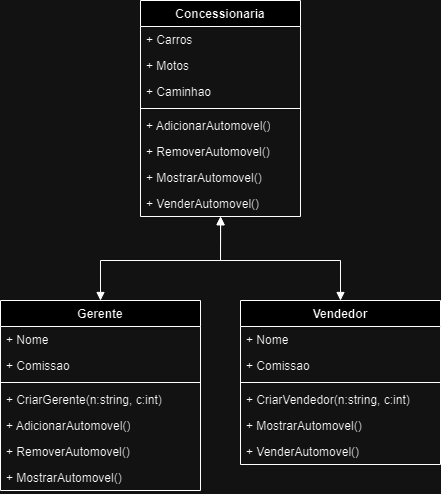 Concessionaria
+ Carros
+ Motos
+ Caminhao
+ AdicionarAutomovel()
+ RemoverAutomovel()
+ MostrarAutomovel()
+ VenderAutomovel()
Gerente
+ Nome
+ Comissao
+ CriarGerente(n:string, c:int)
+ AdicionarAutomovel()
+ RemoverAutomovel()
+ MostrarAutomovel()
Vendedor
+ Nome
+ Comissao
+ CriarVendedor(n:string, c:int)
+ MostrarAutomovel()
+ VenderAutomovel()